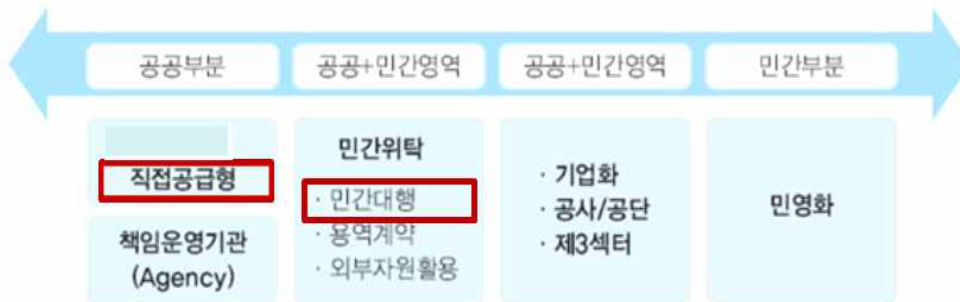 공공부분
공공+민간영역
공공+민간영역
민간부분
직접공급형
책임운영기관
(Agency)
민간위탁
· 민간대행
· 용역계약
· 외부자원활용
· 기업화
· 공사/공단
· 제3섹터
민영화